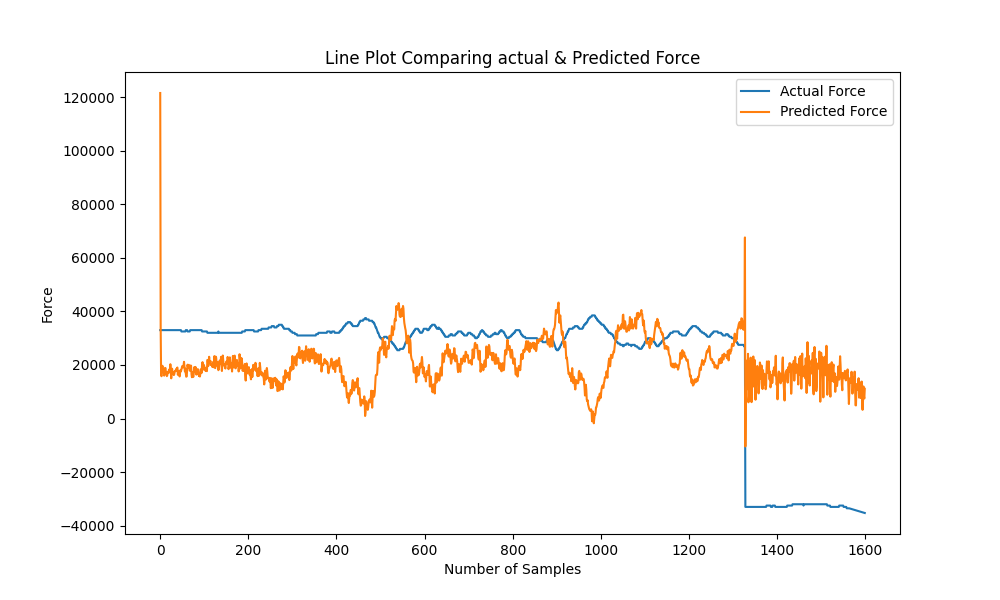 Line Plot Comparing actual & Predicted Force
Actual Force
Predicted Force
120000
100000
80000
60000
40000
20000
0
−20000
−40000
Force
0 200 400 600 800 1000 1200 1400 1600
Number of Samples